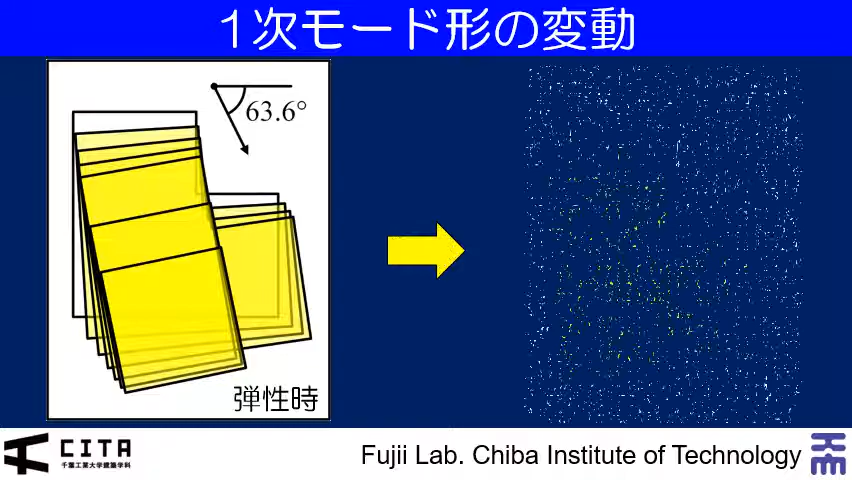 1次モード形の変動
63.6°
弾性時
CITA
千葉工業大学建築学科
Fujii Lab. Chiba Institute of Technology